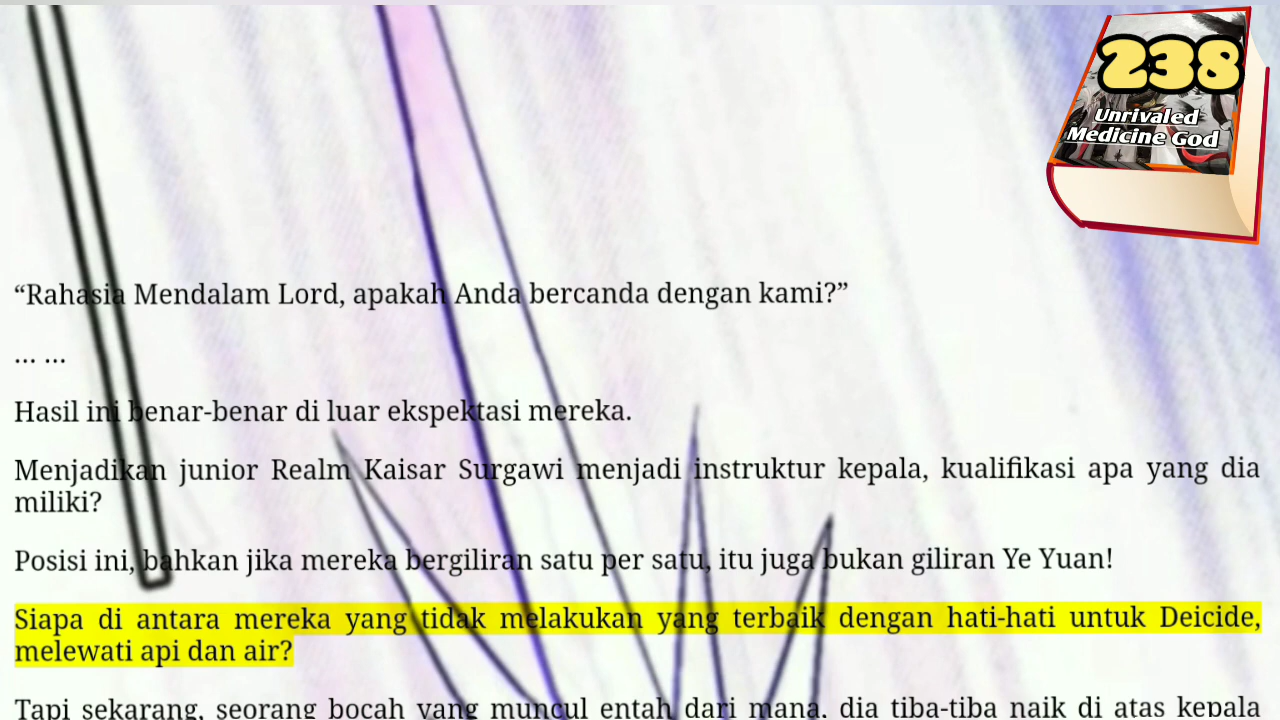 238
Unrivaled
Medicine God
“Rahasia Mendalam Lord, apakah Anda bercanda dengan kami?”
... ...
Hasil ini benar-benar di luar ekspektasi mereka.
Menjadikan junior Realm Kaisar Surgawi menjadi instruktur kepala, kualifikasi apa yang dia
miliki?
Posisi ini, bahkan jika mereka bergiliran satu per satu, itu juga bukan giliran Ye Yuan!
Siapa di antara mereka yang tidak melakukan yang terbaik dengan hati-hati untuk Deicide,
melewati api dan air?
Tapi sekarang, seorang bocah yang muncul entah dari mana, dia tiba-tiba naik di atas kepala